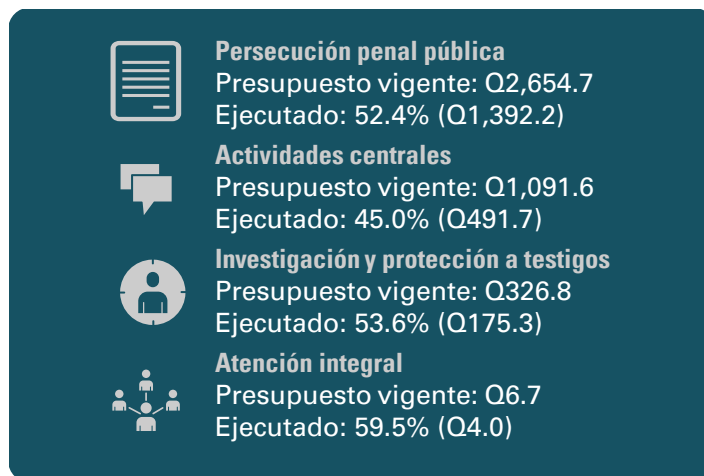 Persecución penal pública
Presupuesto vigente: Q2,654.7
Ejecutado: 52.4% (Q1,392.2)
Actividades centrales
Presupuesto vigente: Q1,091.6
Ejecutado: 45.0% (Q491.7)
Investigación y protección a testigos
Presupuesto vigente: Q326.8
Ejecutado: 53.6% (Q175.3)
Atención integral
Presupuesto vigente: Q6.7
Ejecutado: 59.5% (Q4.0)